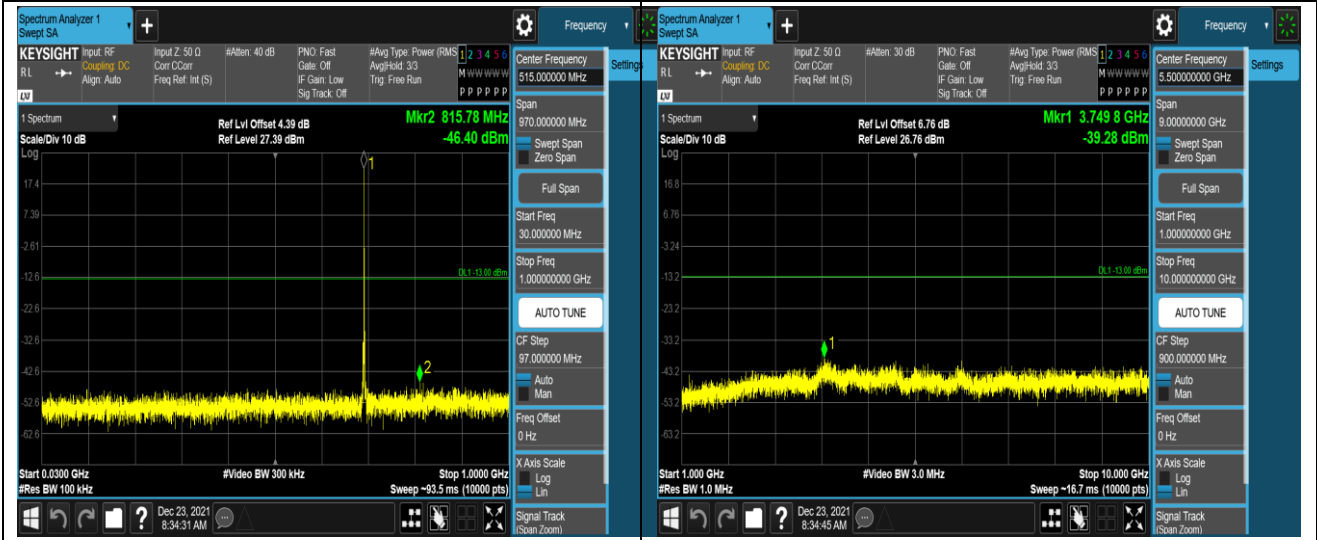 Spectrum Analyzer 1
Swept SA
+
Frequency
KEYSIGHT
RL
LXI
Input: RF
Coupling: DC
Align: Auto
Input Z: 50 Ω
Corr CCorr
Freq Ref: Int (S)
#Atten: 40 dB
PNO: Fast
Gate: Off
IF Gain: Low
Sig Track: Off
#Avg Type: Power (RMS
Avg|Hold: 3/3
Trig: Free Run
1 2 3 4 5 6
M W W W W W
P P P P P P
Center Frequency
515.000000 MHz
Settings
1 Spectrum
Scale/Div 10 dB
Log
Ref Lvl Offset 4.39 dB
Ref Level 27.39 dBm
Mkr2 815.78 MHz
-46.40 dBm
1
17.4
7.39
-2.61
-12.6
DL1 -13.00 dBm
-22.6
-32.6
-42.6
2
-52.6
-62.6
Start 0.0300 GHz
#Res BW 100 kHz
#Video BW 300 kHz
Stop 1.0000 GHz
Sweep ~93.5 ms (10000 pts)
Span
970.000000 MHz
Swept Span
Zero Span
Full Span
Start Freq
30.000000 MHz
Stop Freq
1.000000000 GHz
AUTO TUNE
CF Step
97.000000 MHz
Auto
Man
Freq Offset
0 Hz
X Axis Scale
Log
Lin
Signal Track
(Span Zoom)
?
Dec 23, 2021
8:34:31 AM
Spectrum Analyzer 1
Swept SA
+
Frequency
KEYSIGHT
RL
LXI
Input: RF
Coupling: DC
Align: Auto
Input Z: 50 Ω
Corr CCorr
Freq Ref: Int (S)
#Atten: 30 dB
PNO: Fast
Gate: Off
IF Gain: Low
Sig Track: Off
#Avg Type: Power (RMS
Avg|Hold: 3/3
Trig: Free Run
1 2 3 4 5 6
M W W W W W
P P P P P P
Center Frequency
5.500000000 GHz
Settings
1 Spectrum
Scale/Div 10 dB
Log
Ref Lvl Offset 6.76 dB
Ref Level 26.76 dBm
Mkr1 3.749 8 GHz
-39.28 dBm
16.8
6.76
-3.24
-13.2
DL1 -13.00 dBm
-23.2
-33.2
1
-43.2
-53.2
-63.2
Start 1.000 GHz
#Res BW 1.0 MHz
#Video BW 3.0 MHz
Stop 10.000 GHz
Sweep ~16.7 ms (10000 pts)
Span
9.00000000 GHz
Swept Span
Zero Span
Full Span
Start Freq
1.000000000 GHz
Stop Freq
10.000000000 GHz
AUTO TUNE
CF Step
900.000000 MHz
Auto
Man
Freq Offset
0 Hz
X Axis Scale
Log
Lin
Signal Track
(Span Zoom)
?
Dec 23, 2021
8:34:45 AM